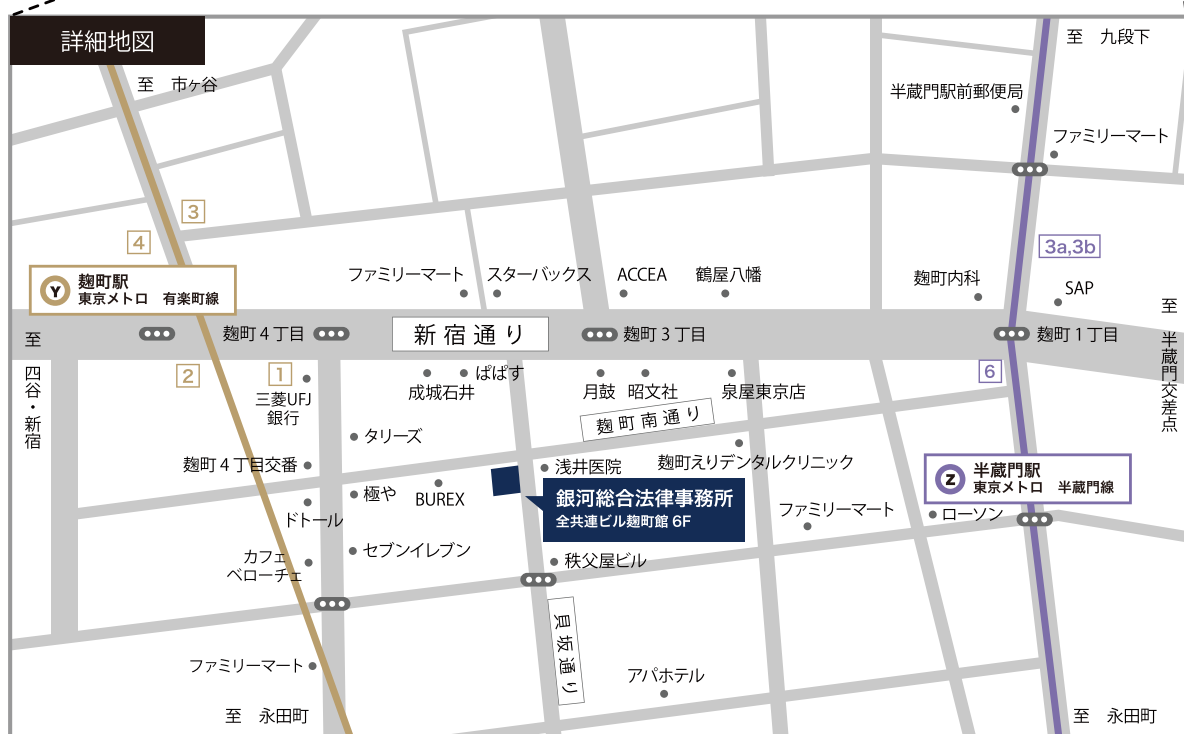 詳細地図
至　市ヶ谷
至　九段下
半蔵門駅前郵便局
ファミリーマート
3
4
3a,3b
Y
麹町駅
東京メトロ　有楽町線
ファミリーマート
スターバックス
ACCEA
鶴屋八幡
麹町内科
SAP
至　四谷・新宿
麹町4丁目
新宿通り
麹町3丁目
麹町1丁目
至　半蔵門交差点
2
1
三菱UFJ
銀行
成城石井
ぱぱす
月鼓
昭文社
泉屋東京店
6
麹町南通り
タリーズ
麹町4丁目交番
極や
BUREX
浅井医院
麹町えりデンタルクリニック
Z
半蔵門駅
東京メトロ　半蔵門線
銀河総合法律事務所
全共連ビル麹町館 6F
ファミリーマート
ローソン
ドトール
セブンイレブン
カフェ
ベローチェ
秩父屋ビル
貝坂通り
ファミリーマート
アパホテル
至　永田町
至　永田町